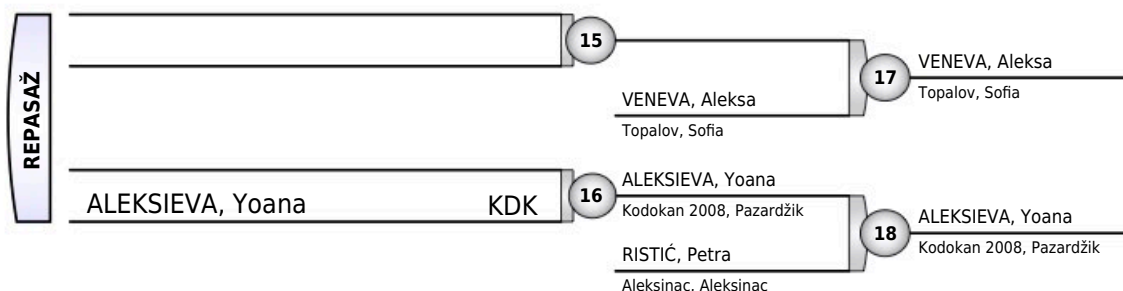 REPASAŽ
15
VENEVA, Aleksa
Topalov, Sofia
17
VENEVA, Aleksa
Topalov, Sofia
ALEKSIEVA, Yoana KDK
16
ALEKSIEVA, Yoana
Kodokan 2008, Pazardžik
RISTIĆ, Petra
Aleksinac, Aleksinac
18
ALEKSIEVA, Yoana
Kodokan 2008, Pazardžik